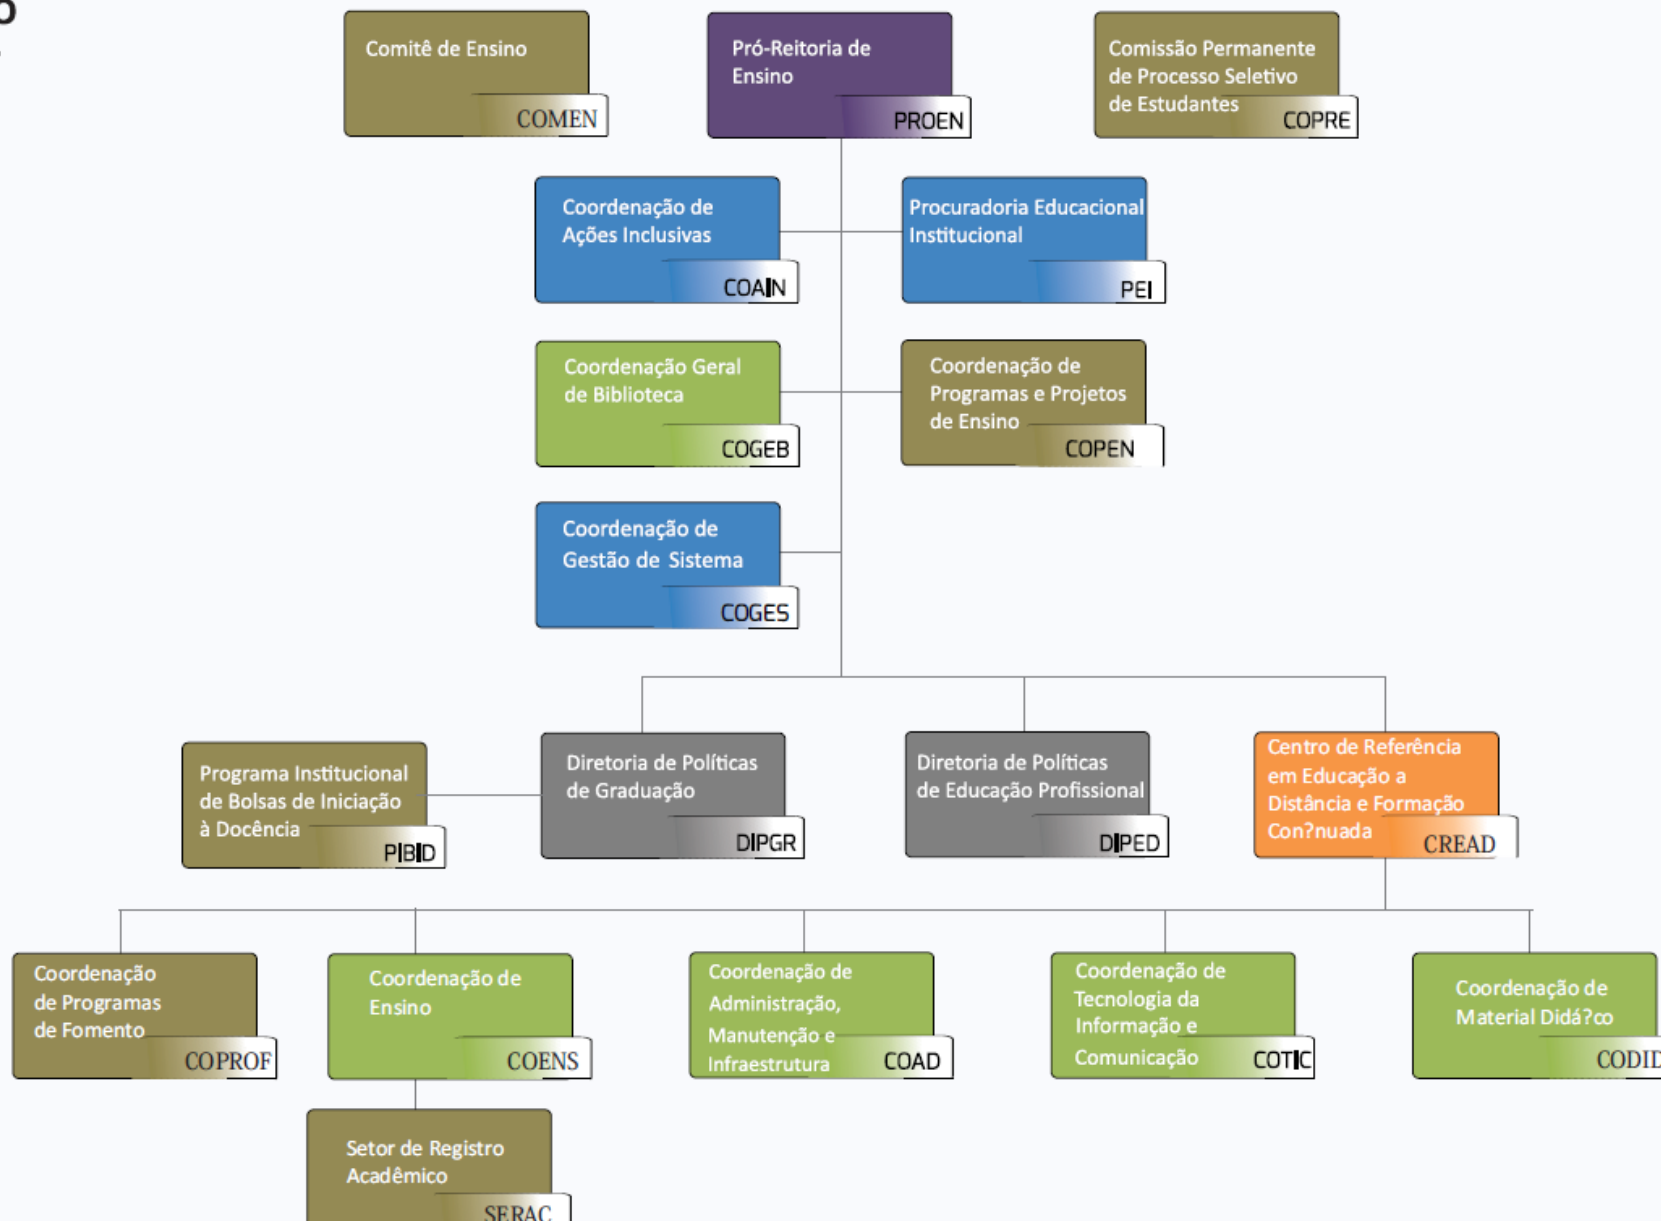 O
Comitê de Ensino
COMEN
Pró-Reitoria de
Ensino
PROEN
Comissão Permanente
de Processo Seletivo
de Estudantes
COPRE
Coordenação de
Ações Inclusivas
COAIN
Procuradoria Educacional
Institucional
PEI
Coordenação Geral
de Biblioteca
COGEB
Coordenação de
Programas e Projetos
de Ensino
COPEN
Coordenação de
Gestão de Sistema
COGES
Programa Institucional
de Bolsas de Iniciação
à Docência
PIBID
Diretoria de Políticas
de Graduação
DIPGR
Diretoria de Políticas
de Educação Profissional
DIPED
Centro de Referência
em Educação a
Distância e Formação
Con?nuada
CREAD
Coordenação
de Programas
de Fomento
COPROF
Coordenação de
Ensino
COENS
Coordenação de
Administração,
Manutenção e
Infraestrutura
COAD
Coordenação de
Tecnologia da
Informação e
Comunicação
COTIC
Coordenação de
Material Didá?co
CODID
Setor de Registro
Acadêmico
SERAC